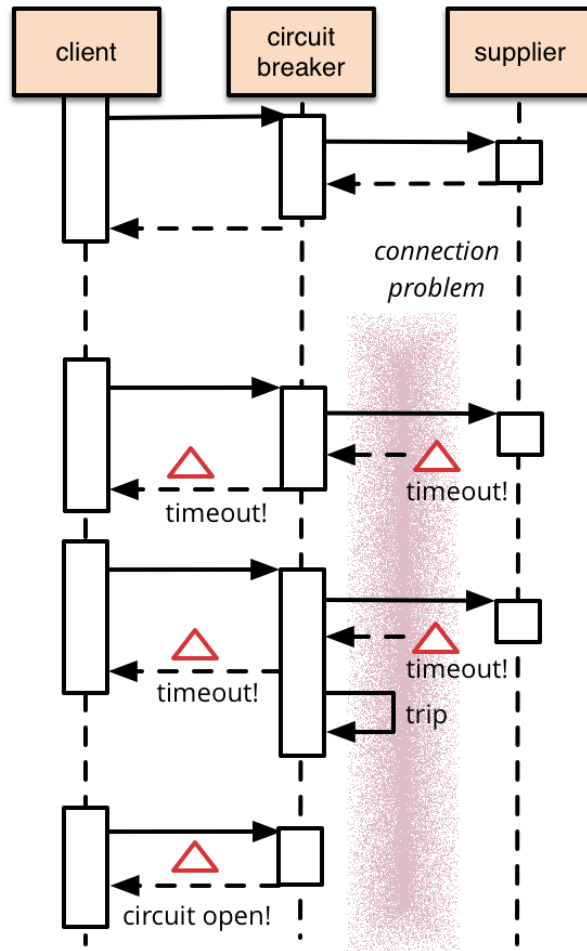 client
circuit
breaker
supplier
connection
problem
timeout!
timeout!
timeout!
timeout!
trip
circuit open!